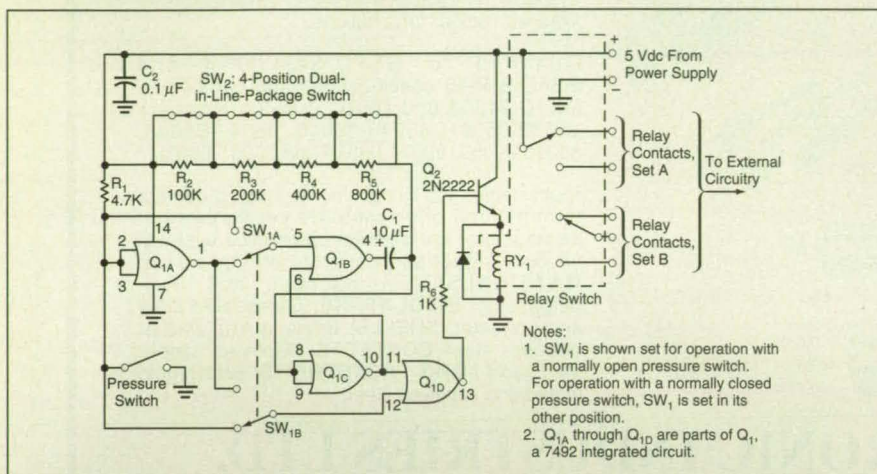 C2
0.1 µF
SW2: 4-Position Dual-
in-Line-Package Switch
+
5 Vdc From
Power Supply
−
R1
4.7K
R2
100K
R3
200K
R4
400K
R5
800K
Q2
2N2222
Relay
Contacts,
Set A
To External
Circuitry
Relay
Contacts,
Set B
14
2
3
Q1A
1
7
SW1A
5
6
Q1B
4
C1
10 µF
+
R6
1K
RY1
Relay Switch
Pressure
Switch
8
9
Q1C
10
11
12
Q1D
13
SW1B
Notes:
1. SW1 is shown set for operation with
a normally open pressure switch.
For operation with a normally closed
pressure switch, SW1 is set in its
other position.
2. Q1A through Q1D are parts of Q1,
a 7492 integrated circuit.